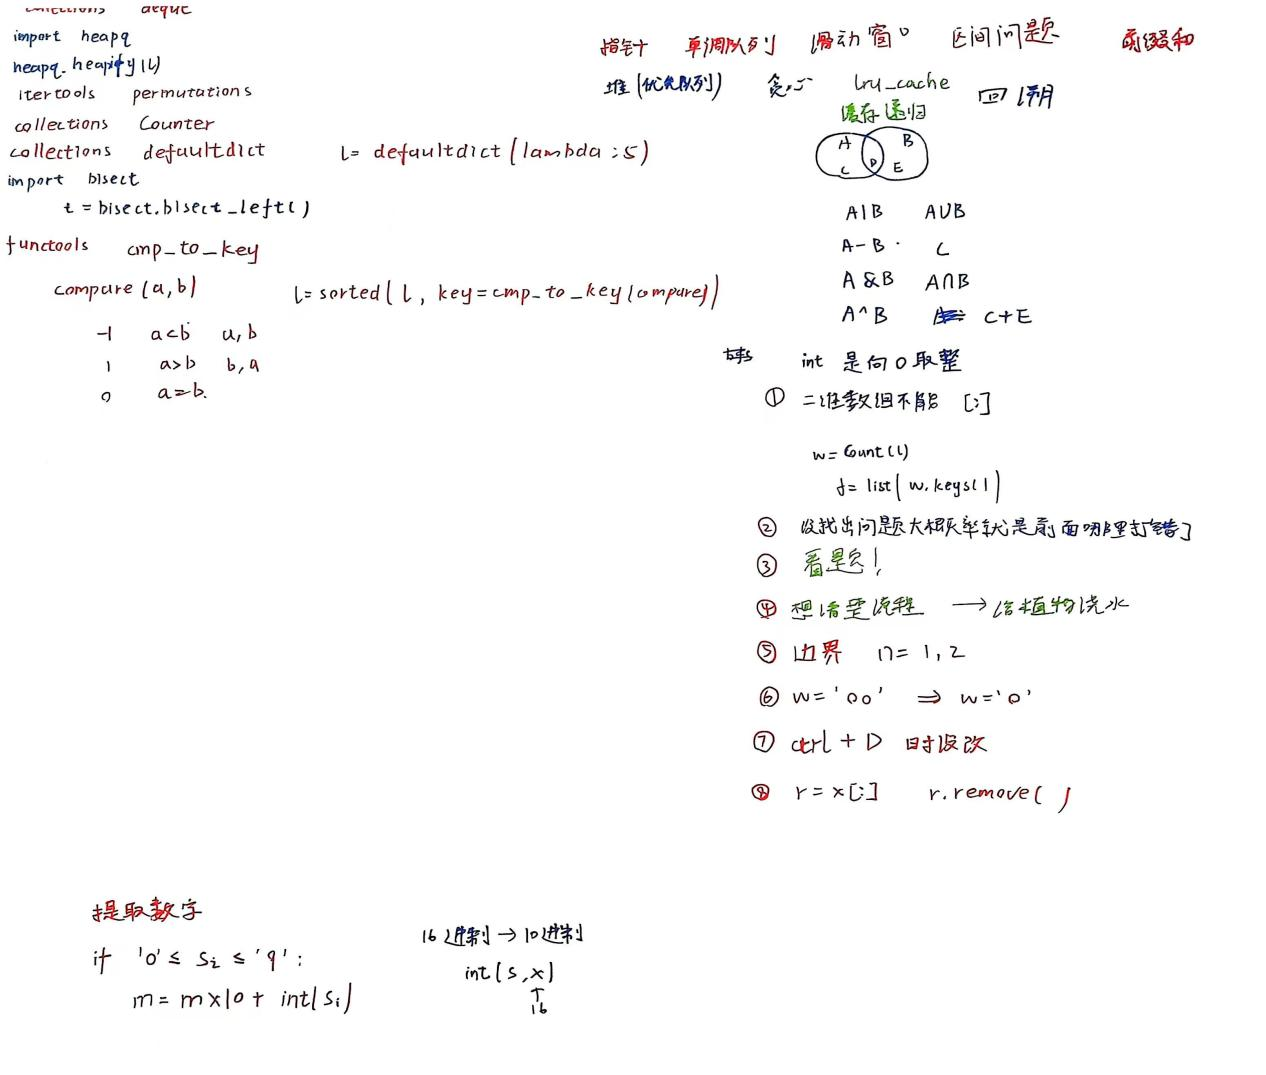 collections deque
import heapq
heapq.heapify(L)
itertools permutations
collections Counter
collections defaultdict L= defaultdict(lambda:5)
import bisect
t = bisect.bisect_left()
functools cmp_to_key
compare(a,b) L=sorted(L, key=cmp_to_key(compare))
-1 a<b a,b
1 a>b b,a
0 a=b.
指针 单调队列 滑动窗口 区间问题 前缀和
堆(优先队列) 贪心 lru_cache 回溯
缓存递归
A B
C D E
A|B A∪B
A-B C
A&B A∩B
A^B C+E
int 是向0取整
① 二维数组不能 [:]
w= Count(L)
j= list(w.keys())
② 没找出问题大概率就是前面哪里打错了
③ 看题!
④ 想清楚流程 → 给植物浇水
⑤ 边界 n= 1,2
⑥ w='00' ⇒ w='0'
⑦ ctrl + D 时没改
⑧ r=x[:] r.remove( )
提取数字
if '0'≤ Si ≤ '9':
m= m×10+ int(Si)
16进制→10进制
int(s,x)
↑
16